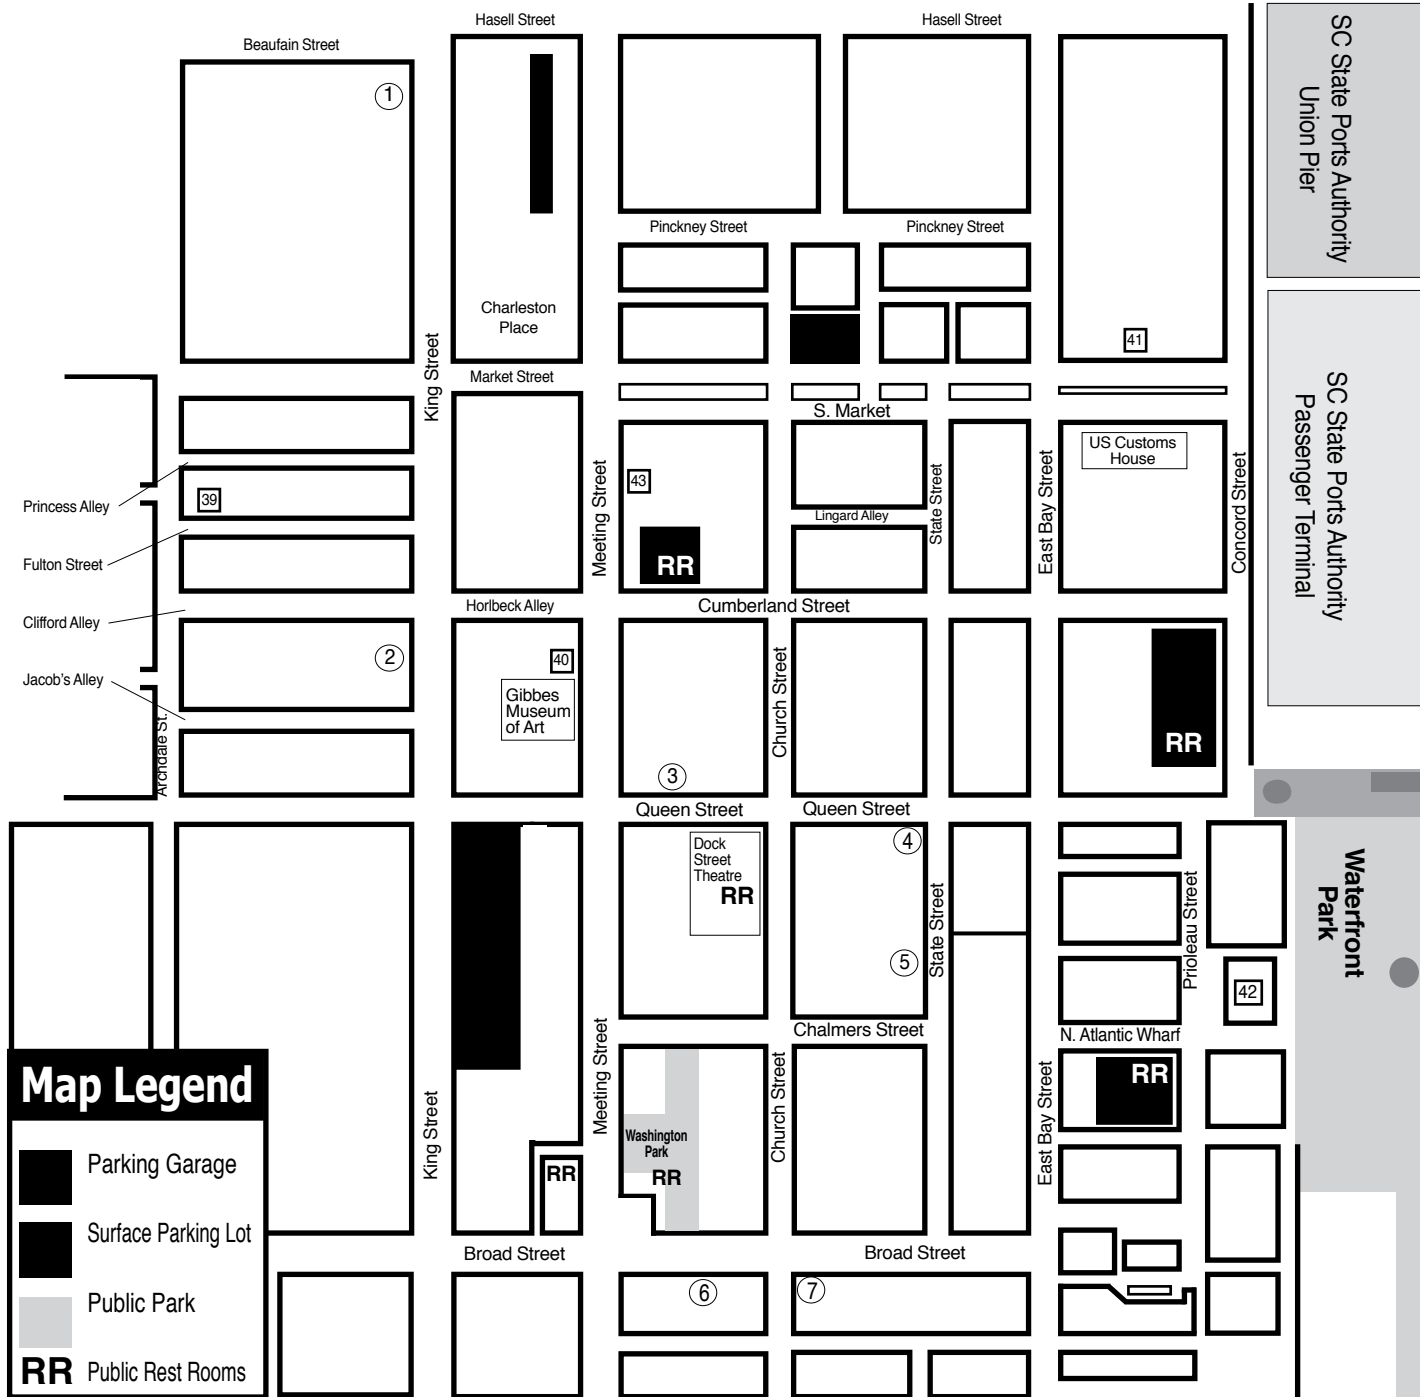 Hasell Street
Hasell Street
Beaufain Street
1
SC State Ports Authority
Union Pier
Pinckney Street
Pinckney Street
Charleston
Place
41
King Street
Market Street
S. Market
SC State Ports Authority
Passenger Terminal
US Customs
House
43
Meeting Street
State Street
East Bay Street
Concord Street
39
Princess Alley
Lingard Alley
RR
Fulton Street
Horlbeck Alley
Cumberland Street
Clifford Alley
2
40
Church Street
Jacob's Alley
Gibbes
Museum
of Art
Archdale St.
RR
3
Queen Street
Queen Street
Dock
Street
Theatre
RR
4
Waterfront
Park
State Street
Prioleau Street
5
42
Chalmers Street
N. Atlantic Wharf
RR
Meeting Street
Church Street
East Bay Street
King Street
Washington
Park
RR
RR
Broad Street
Broad Street
6
7
Map Legend
Parking Garage
Surface Parking Lot
Public Park
RR Public Rest Rooms